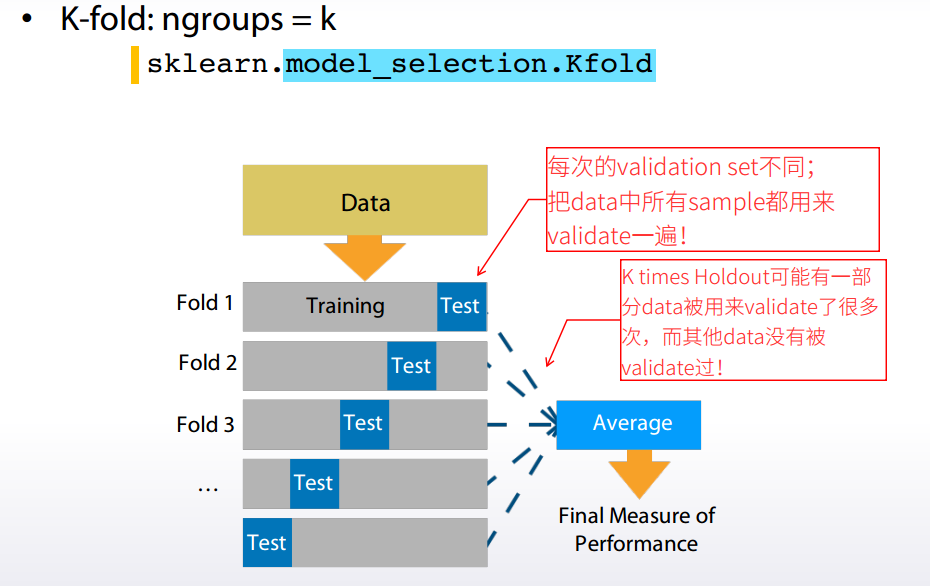 • K-fold: ngroups = k
sklearn.model_selection.Kfold
Data
每次的validation set不同；
把data中所有sample都用来
validate一遍！
K times Holdout可能有一部
分data被用来validate了很多
次，而其他data没有被
validate过！
Fold 1
Training
Test
Fold 2
Test
Fold 3
Test
Average
…
Test
Test
Final Measure of
Performance